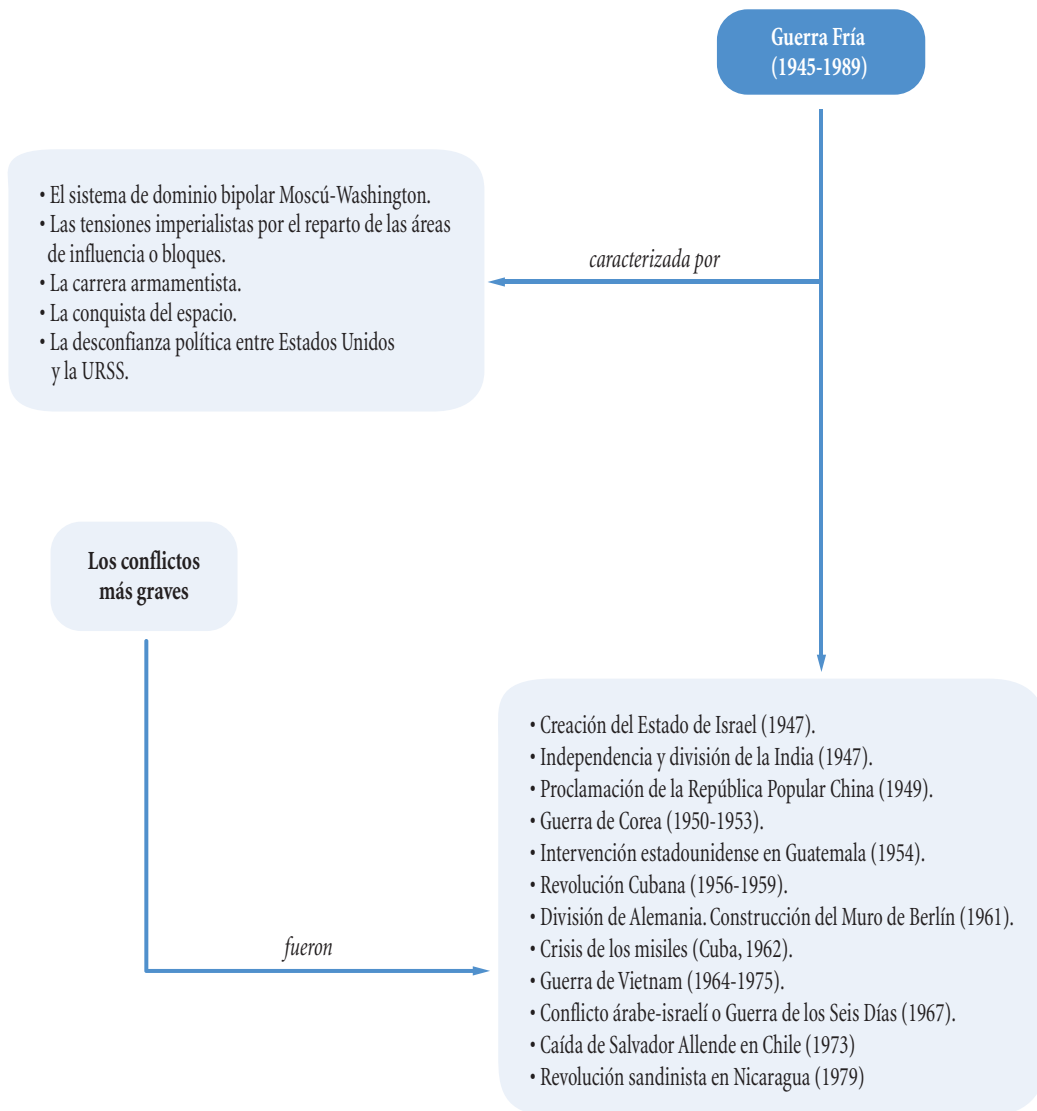 Guerra Fría
(1945-1989)
• El sistema de dominio bipolar Moscú-Washington.
• Las tensiones imperialistas por el reparto de las áreas
de influencia o bloques.
• La carrera armamentista.
• La conquista del espacio.
• La desconfianza política entre Estados Unidos
y la URSS.
caracterizada por
Los conflictos
más graves
fueron
• Creación del Estado de Israel (1947).
• Independencia y división de la India (1947).
• Proclamación de la República Popular China (1949).
• Guerra de Corea (1950-1953).
• Intervención estadounidense en Guatemala (1954).
• Revolución Cubana (1956-1959).
• División de Alemania. Construcción del Muro de Berlín (1961).
• Crisis de los misiles (Cuba, 1962).
• Guerra de Vietnam (1964-1975).
• Conflicto árabe-israelí o Guerra de los Seis Días (1967).
• Caída de Salvador Allende en Chile (1973)
• Revolución sandinista en Nicaragua (1979)